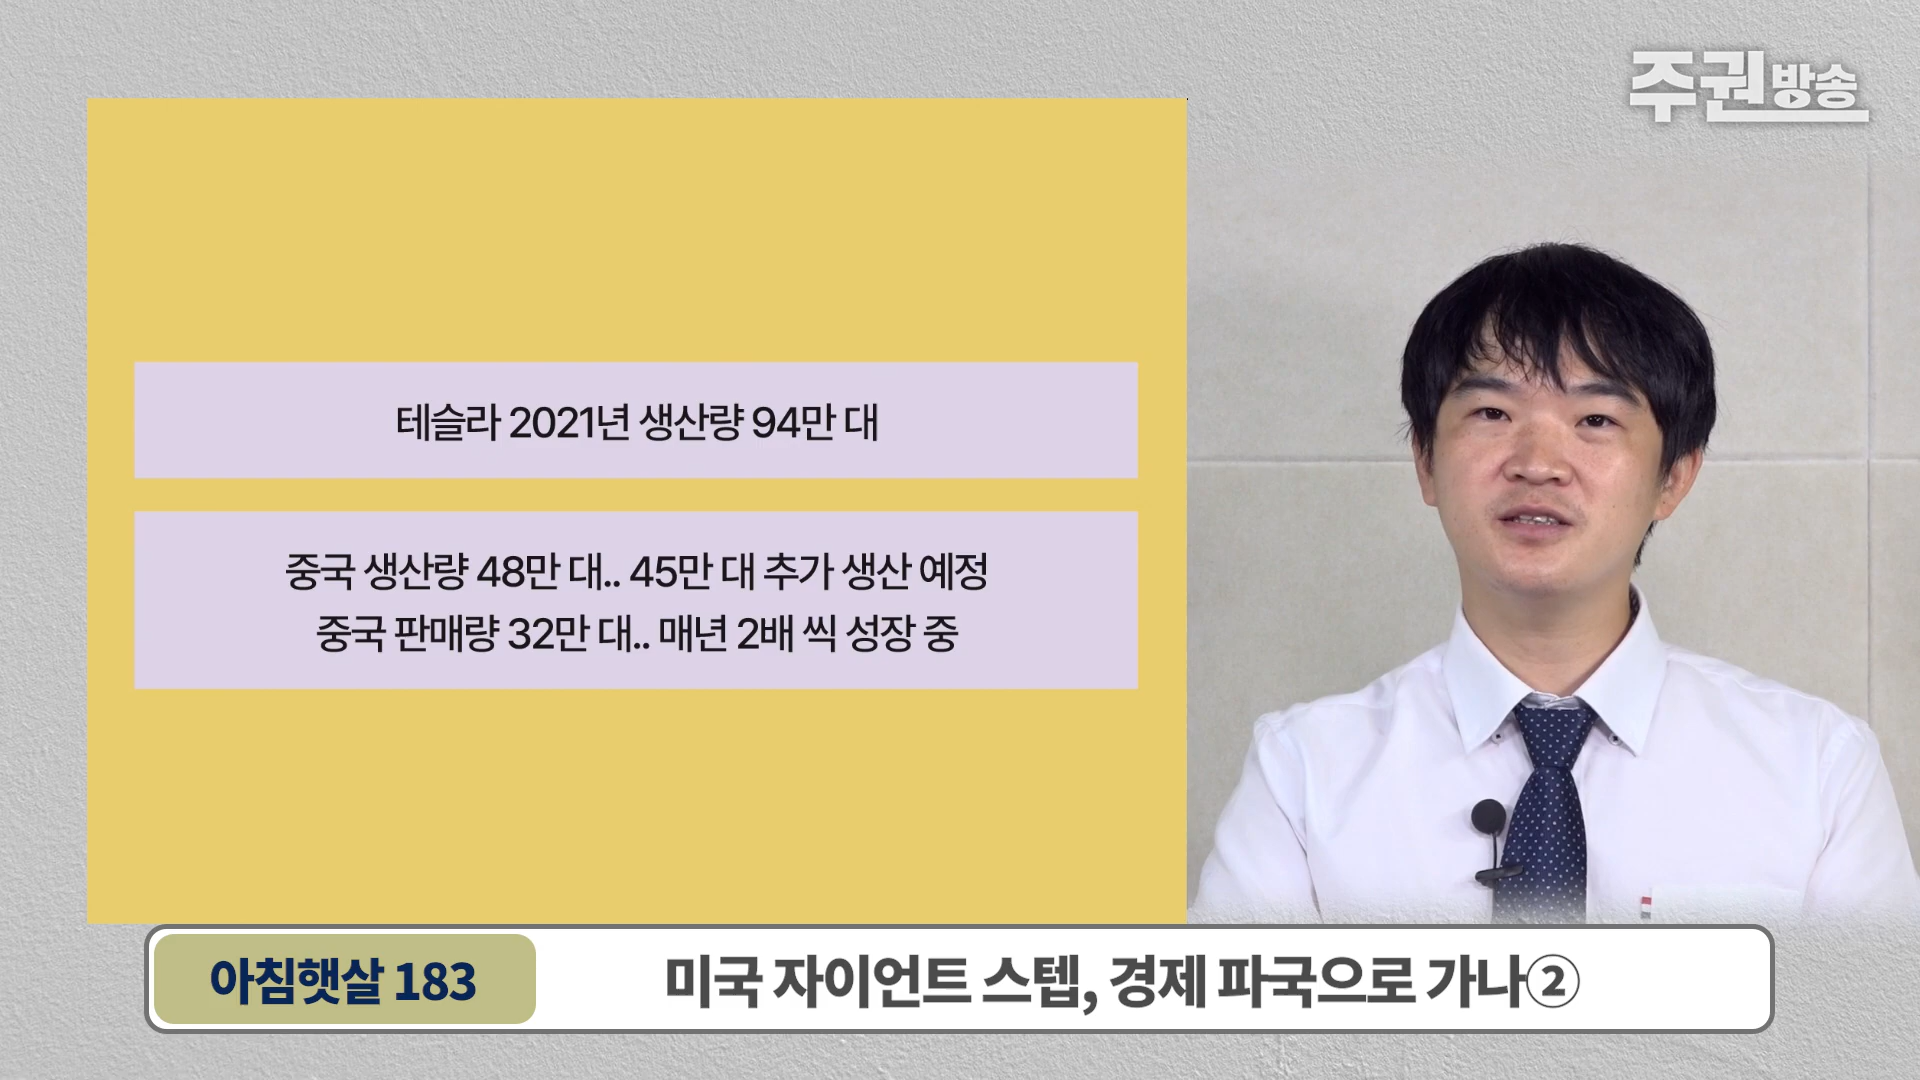 주권방송
테슬라 2021년 생산량 94만 대
중국 생산량 48만 대.. 45만 대 추가 생산 예정
중국 판매량 32만 대.. 매년 2배 씩 성장 중
아침햇살 183
미국 자이언트 스텝, 경제 파국으로 가나②